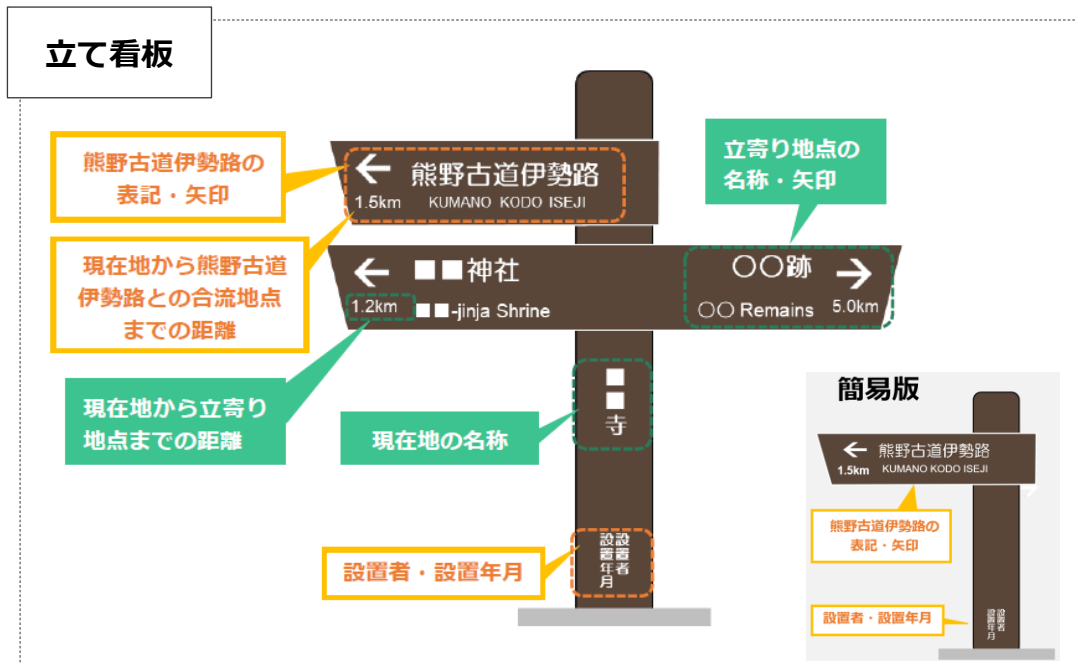 立て看板
熊野古道伊勢路の
表記・矢印
現在地から熊野古道
伊勢路との合流地点
までの距離
現在地から立寄り
地点までの距離
← 熊野古道伊勢路
1.5km KUMANO KODO ISEJI
立寄り地点の
名称・矢印
← ■■神社
1.2km ■■-jinja Shrine
〇〇跡 →
〇〇 Remains 5.0km
現在地の名称
■■寺
設置者・設置年月
設置者
設置年月
簡易版
← 熊野古道伊勢路
1.5km KUMANO KODO ISEJI
熊野古道伊勢路の
表記・矢印
設置者・設置年月
設置者
設置年月